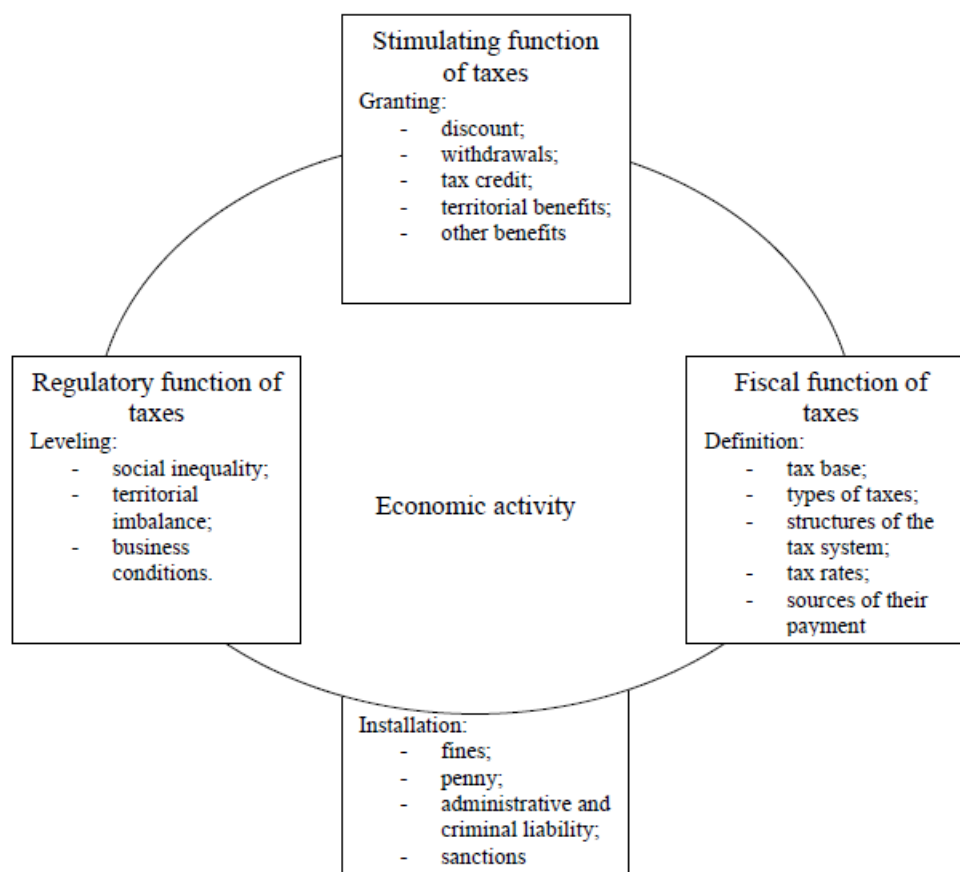 Stimulating function
of taxes
Granting:
- discount;
- withdrawals;
- tax credit;
- territorial benefits;
- other benefits
Regulatory function of
taxes
Leveling:
- social inequality;
- territorial
imbalance;
- business
conditions.
Economic activity
Fiscal function of
taxes
Definition:
- tax base;
- types of taxes;
- structures of the
tax system;
- tax rates;
- sources of their
payment
Installation:
- fines;
- penny;
- administrative and
criminal liability;
- sanctions